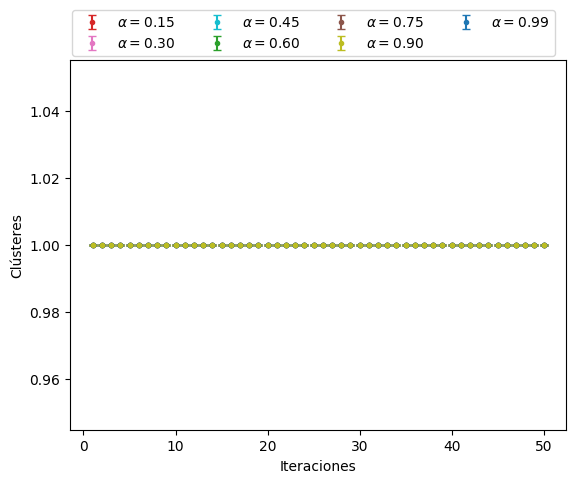 α = 0.15 α = 0.45 α = 0.75 α = 0.99
α = 0.30 α = 0.60 α = 0.90
1.04
1.02
1.00
0.98
0.96
Clústeres
0 10 20 30 40 50
Iteraciones